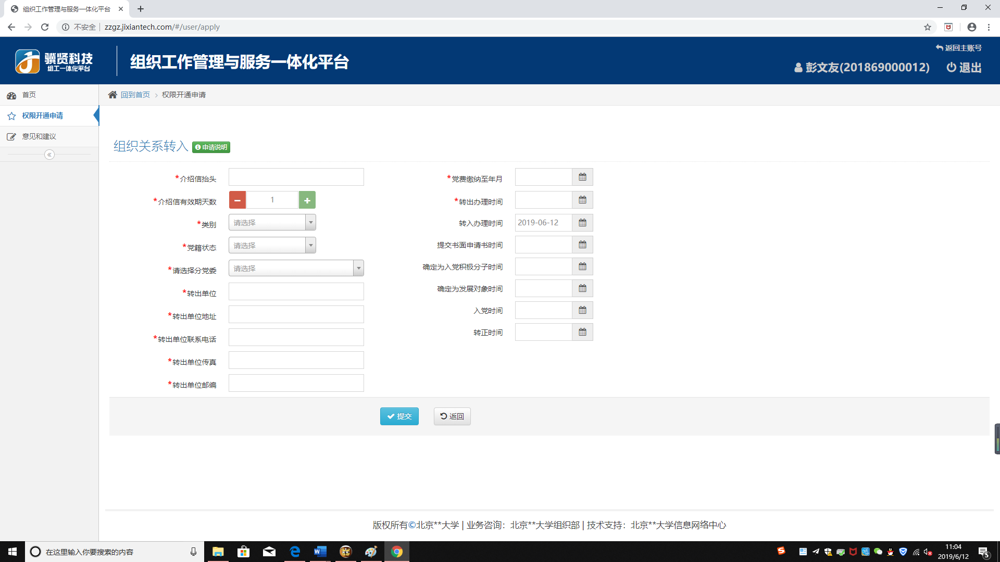 组织工作管理与服务一体化平台
不安全
zzgz.jixiantech.com/#/user/apply
骥贤科技
组工一体化平台
组织工作管理与服务一体化平台
返回主账号
彭文友(201869000012)
退出
首页
权限开通申请
意见和建议
回到首页 > 权限开通申请
组织关系转入
申请说明
*介绍信抬头
*介绍信有效期天数
1
*类别
请选择
*党籍状态
请选择
*请选择分党委
请选择
*转出单位
*转出单位地址
*转出单位联系电话
*转出单位传真
*转出单位邮编
*党费缴纳至年月
*转出办理时间
转入办理时间
2019-06-12
提交书面申请书时间
确定为入党积极分子时间
确定为发展对象时间
入党时间
转正时间
提交
返回
版权所有©北京**大学 | 业务咨询：北京**大学组织部 | 技术支持：北京**大学信息网络中心
在这里输入你要搜索的内容
11:04
2019/6/12
5